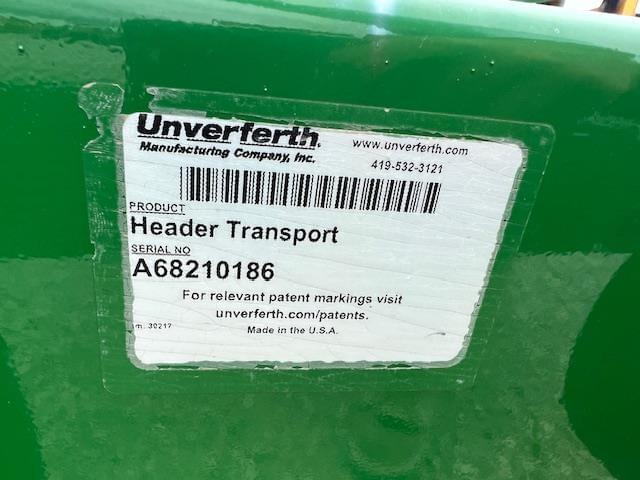 Unverferth
Manufacturing Company, Inc.
www.unverferth.com
419-532-3121
PRODUCT
Header Transport
SERIAL NO
A68210186
For relevant patent markings visit
unverferth.com/patents.
Made in the U.S.A.
30217